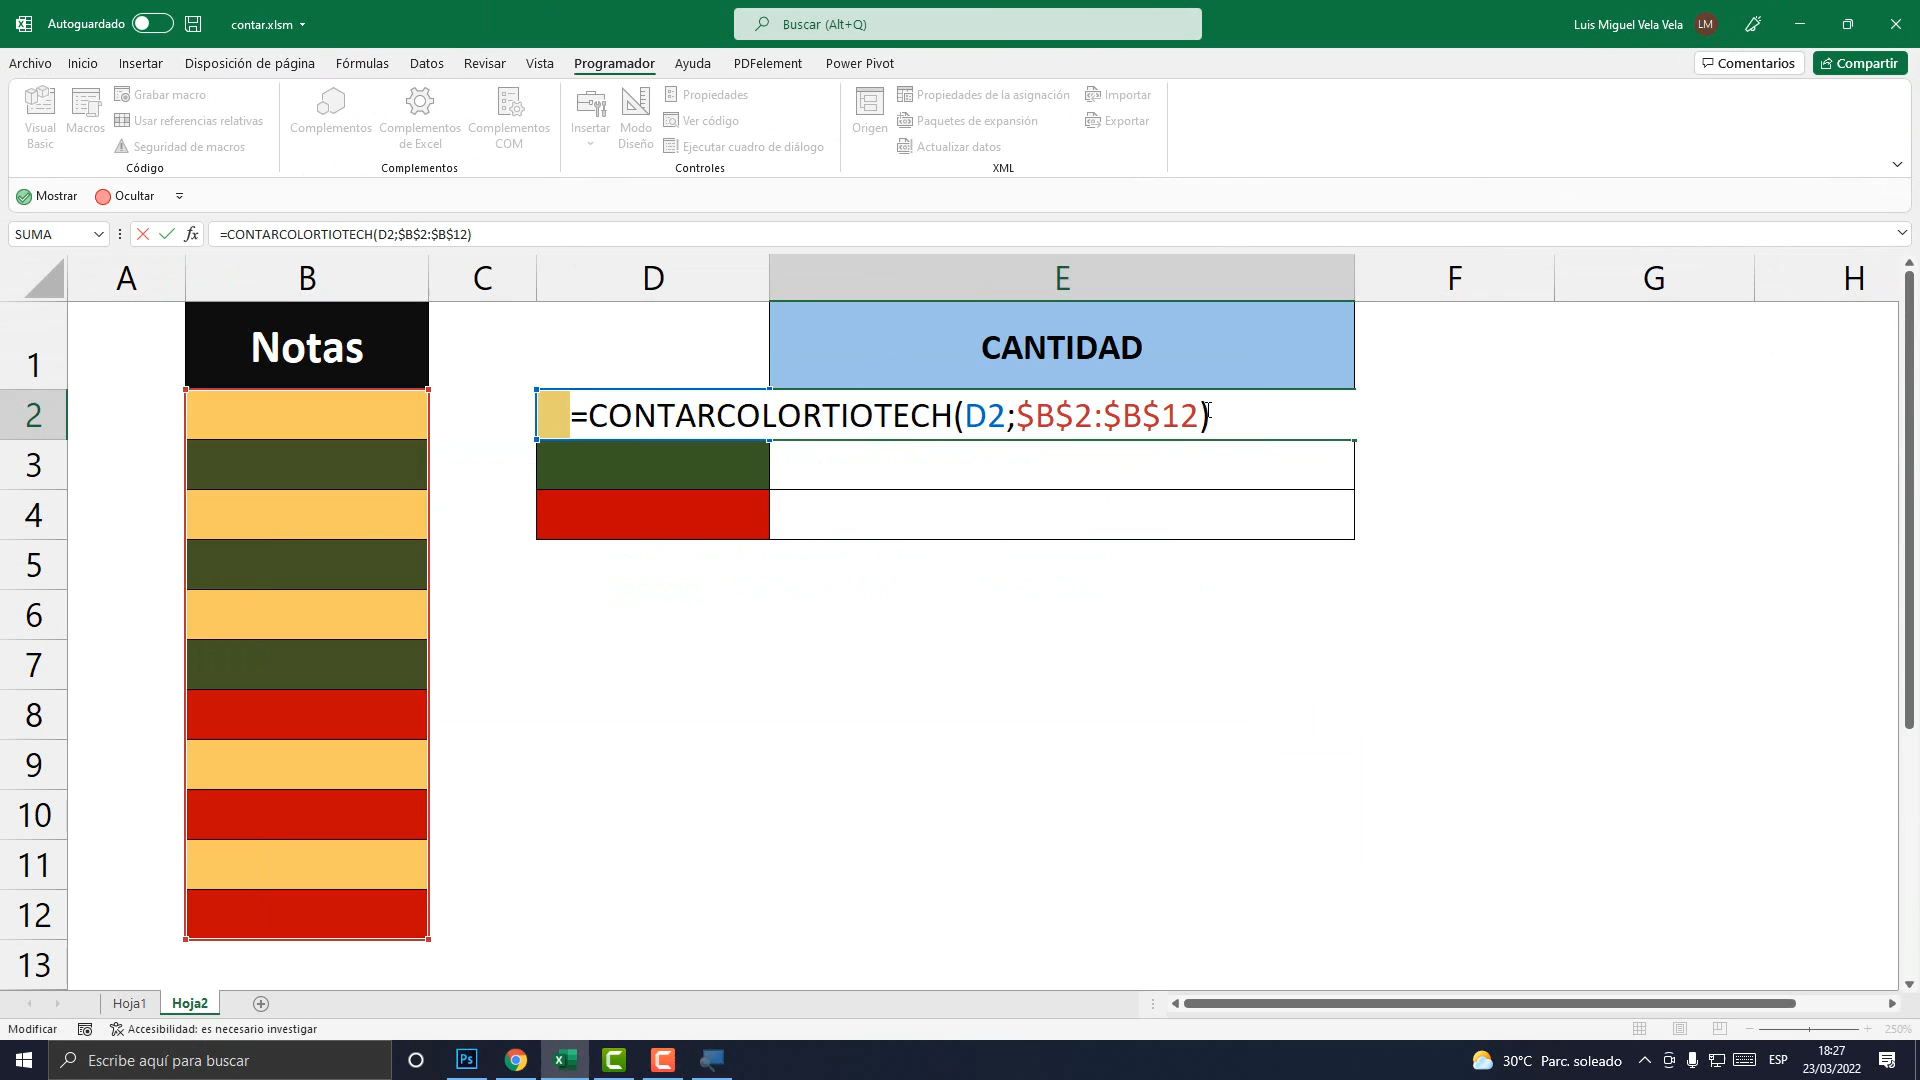 Autoguardado
contar.xlsm
Buscar (Alt+Q)
Luis Miguel Vela Vela LM
Archivo Inicio Insertar Disposición de página Fórmulas Datos Revisar Vista Programador Ayuda PDFelement Power Pivot Comentarios Compartir
Visual Basic
Macros
Grabar macro
Usar referencias relativas
Seguridad de macros
Código
Complementos
Complementos de Excel
Complementos COM
Complementos
Insertar
Modo Diseño
Propiedades
Ver código
Ejecutar cuadro de diálogo
Controles
Origen
Propiedades de la asignación
Paquetes de expansión
Actualizar datos
Importar
Exportar
XML
Mostrar Ocultar
SUMA fx =CONTARCOLORTIOTECH(D2;$B$2:$B$12)
A B C D E F G H
1 Notas CANTIDAD
2 =CONTARCOLORTIOTECH(D2;$B$2:$B$12)
3
4
5
6
7
8
9
10
11
12
13
Hoja1 Hoja2
Modificar Accesibilidad: es necesario investigar 250%
Escribe aquí para buscar
Ps
30°C Parc. soleado
ESP
18:27
23/03/2022